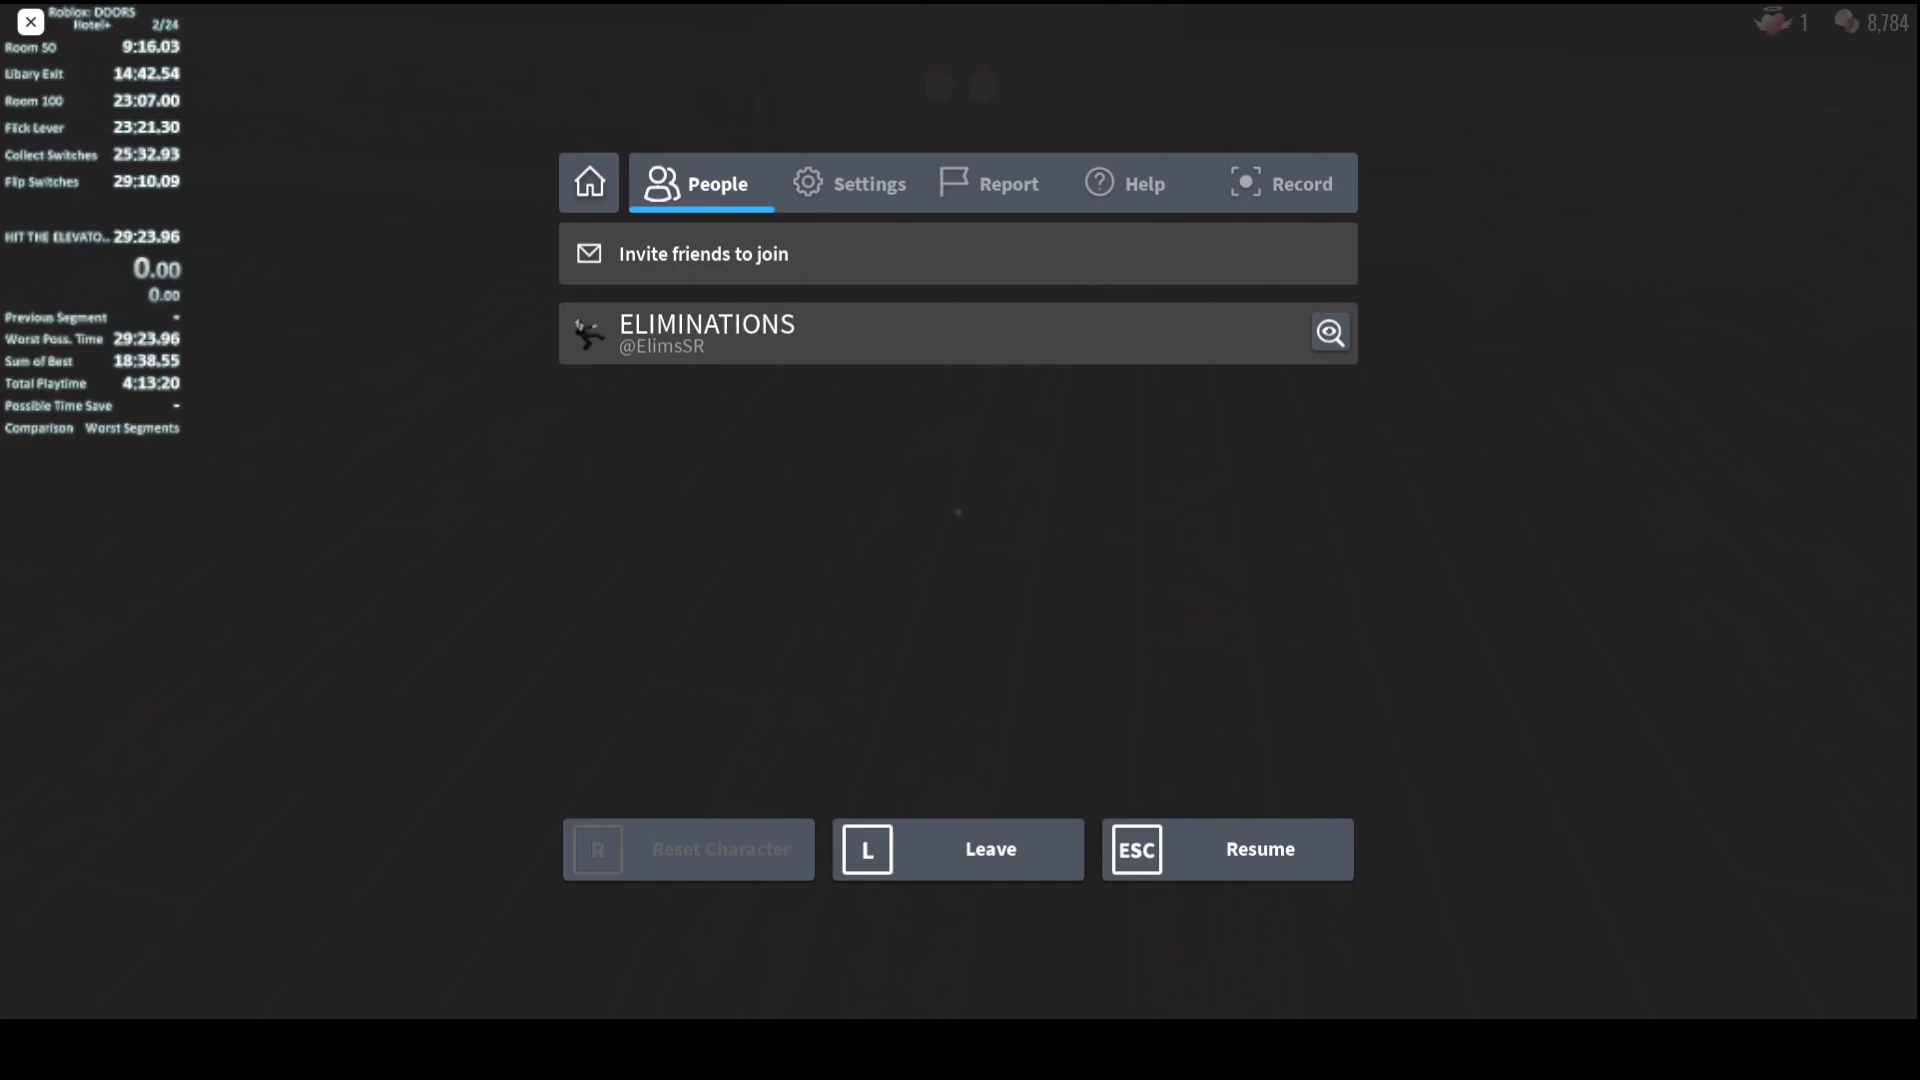 Roblox: DOORS
Hotel+ 2/24
Room 50 9:16.03
Libary Exit 14:42.54
Room 100 23:07.00
Flick Lever 23:21.30
Collect Switches 25:32.93
Flip Switches 29:10.09
HIT THE ELEVATO... 29:23.96
0.00
0.00
Previous Segment -
Worst Poss. Time 29:23.96
Sum of Best 18:38.55
Total Playtime 4:13:20
Possible Time Save -
Comparison Worst Segments
1 8,784
People Settings Report Help Record
Invite friends to join
ELIMINATIONS
@ElimsSR
R Reset Character L Leave ESC Resume